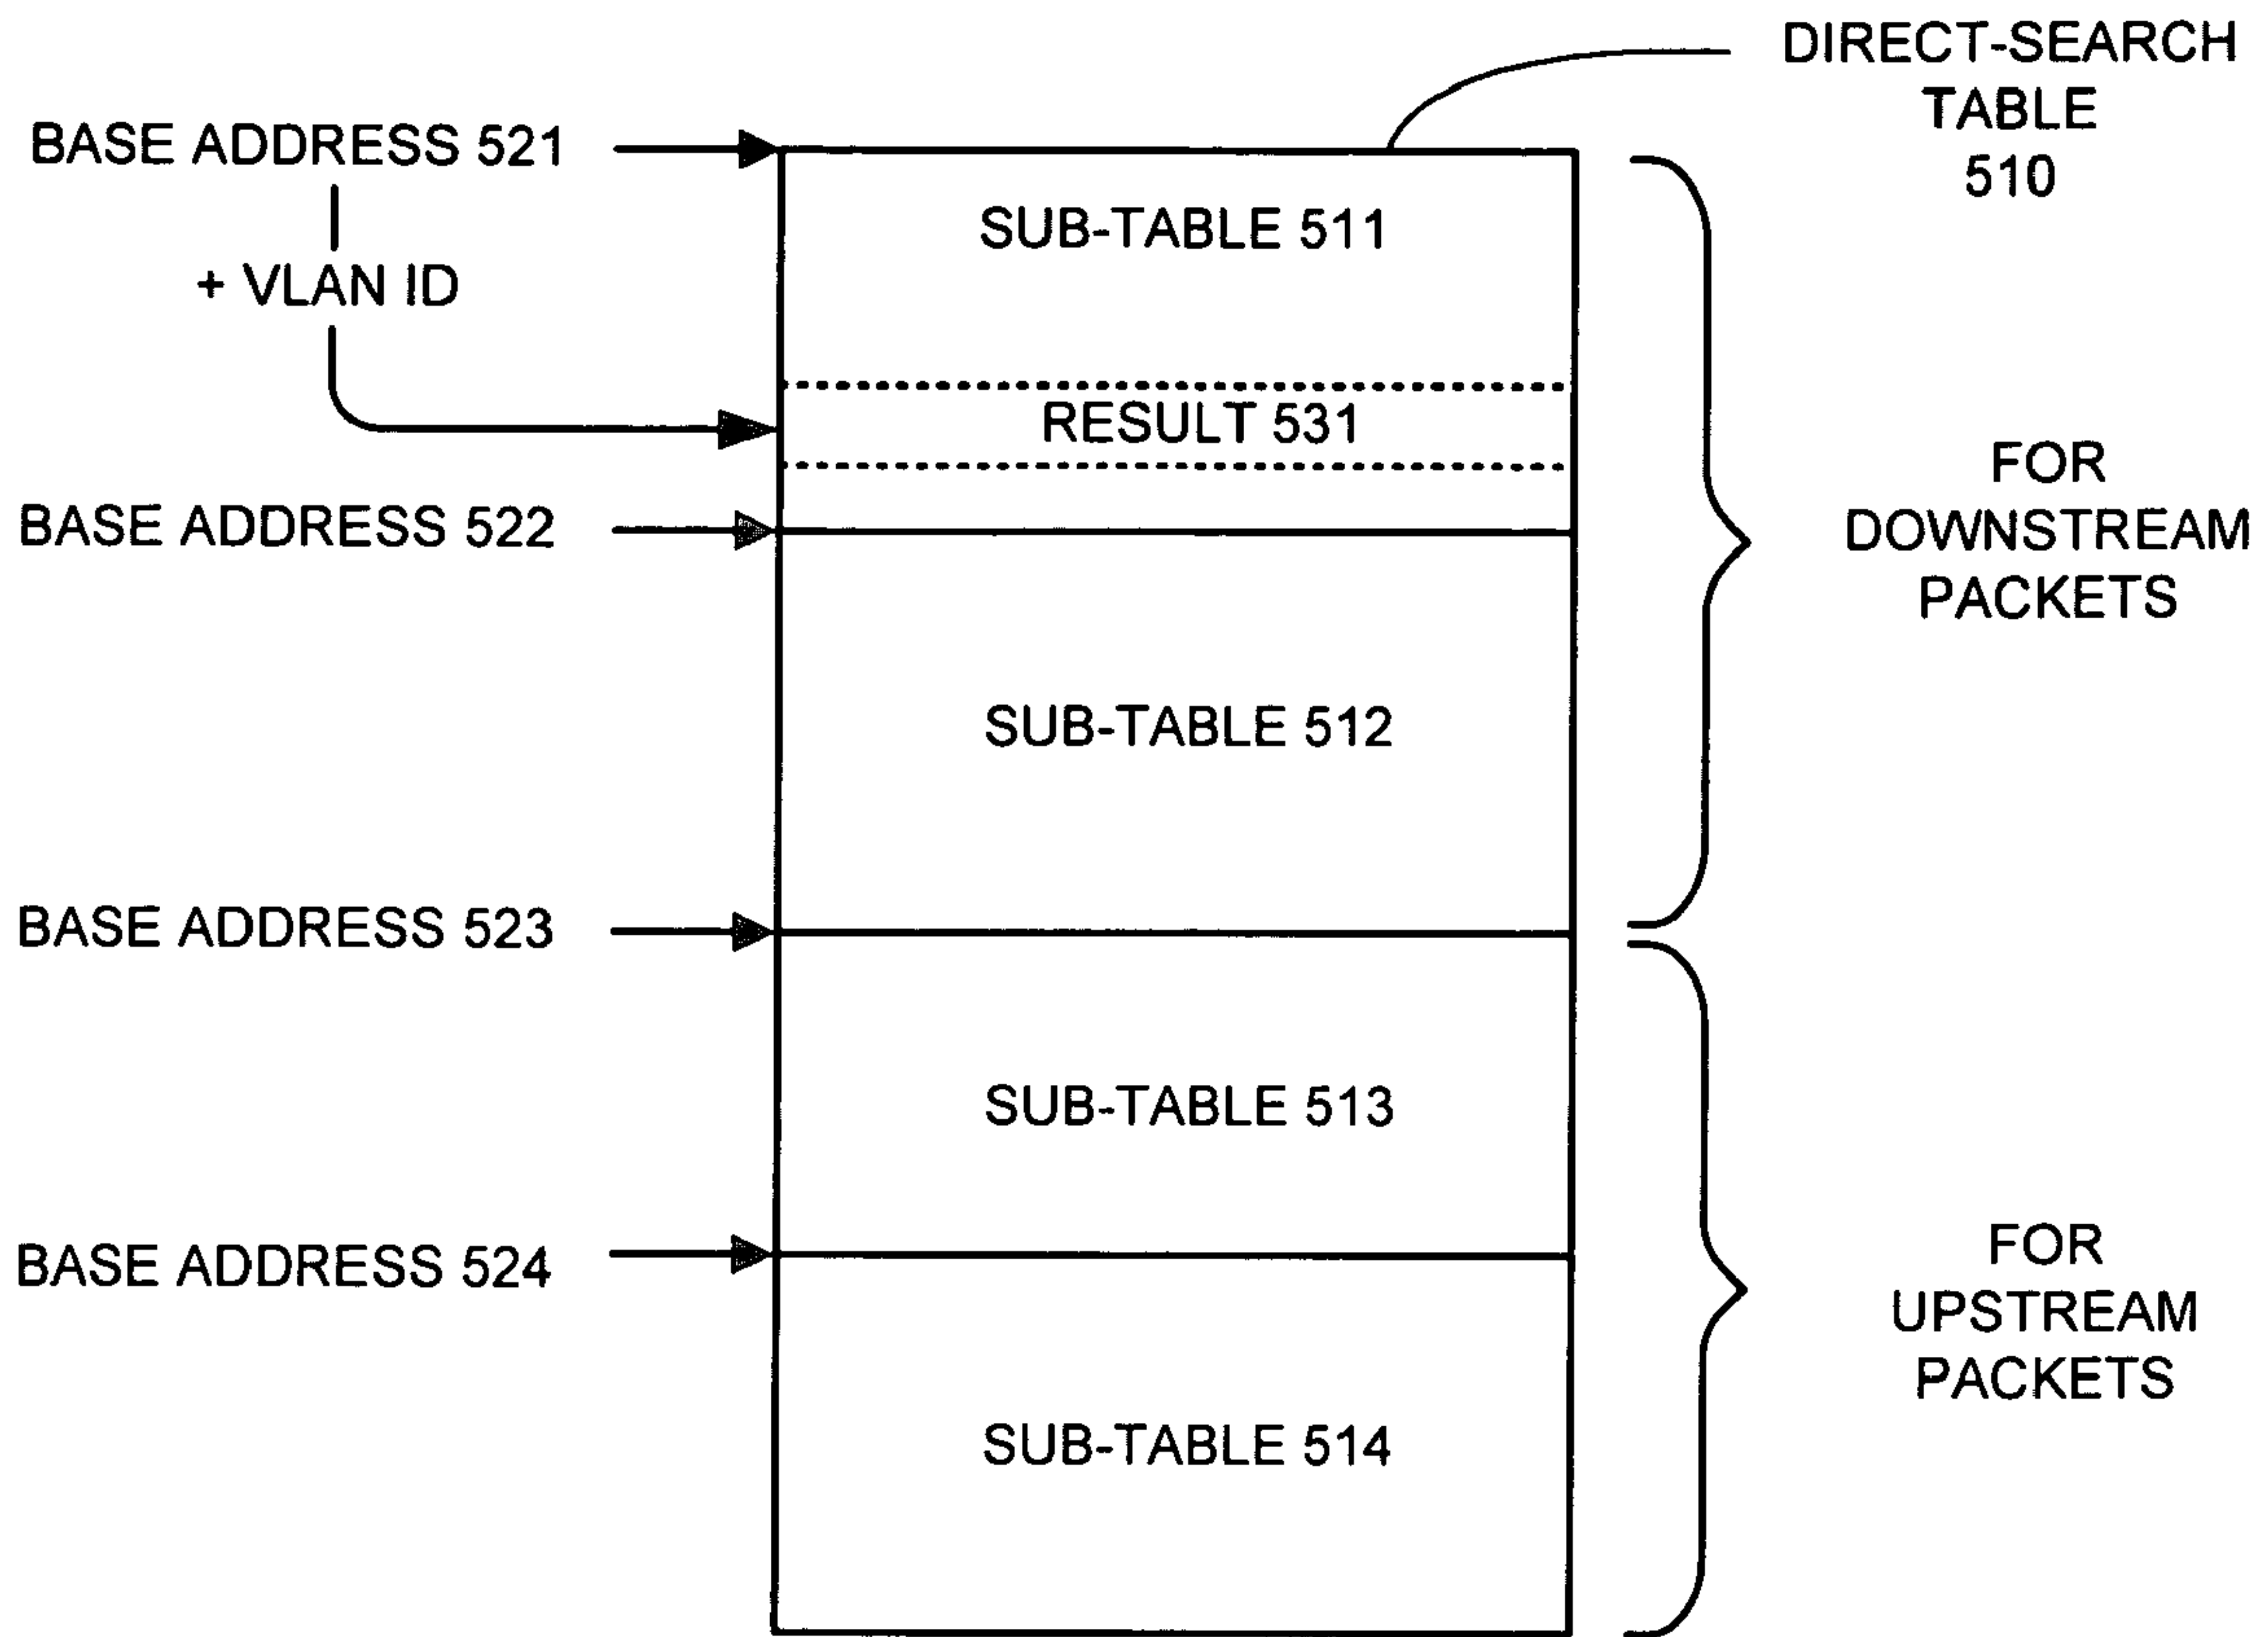 DIRECT-SEARCH
TABLE
510
BASE ADDRESS 521
+ VLAN ID
SUB-TABLE 511
RESULT 531
BASE ADDRESS 522
FOR
DOWNSTREAM
PACKETS
SUB-TABLE 512
BASE ADDRESS 523
SUB-TABLE 513
BASE ADDRESS 524
FOR
UPSTREAM
PACKETS
SUB-TABLE 514